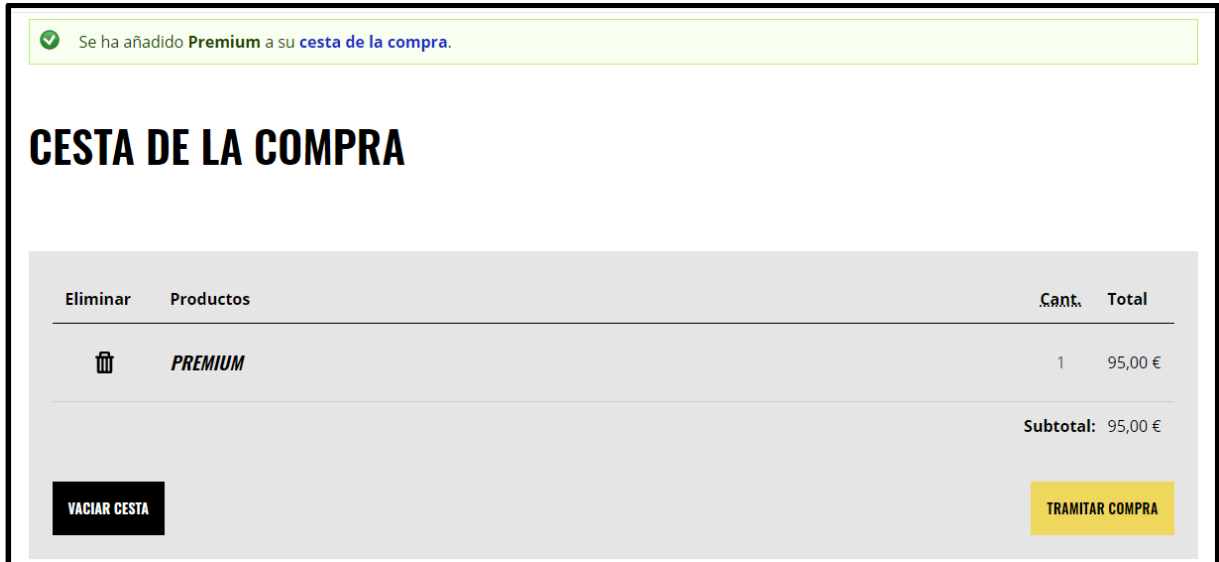 Se ha añadido Premium a su cesta de la compra.
CESTA DE LA COMPRA
Eliminar Productos Cant. Total
PREMIUM 1 95,00 €
Subtotal: 95,00 €
VACIAR CESTA TRAMITAR COMPRA